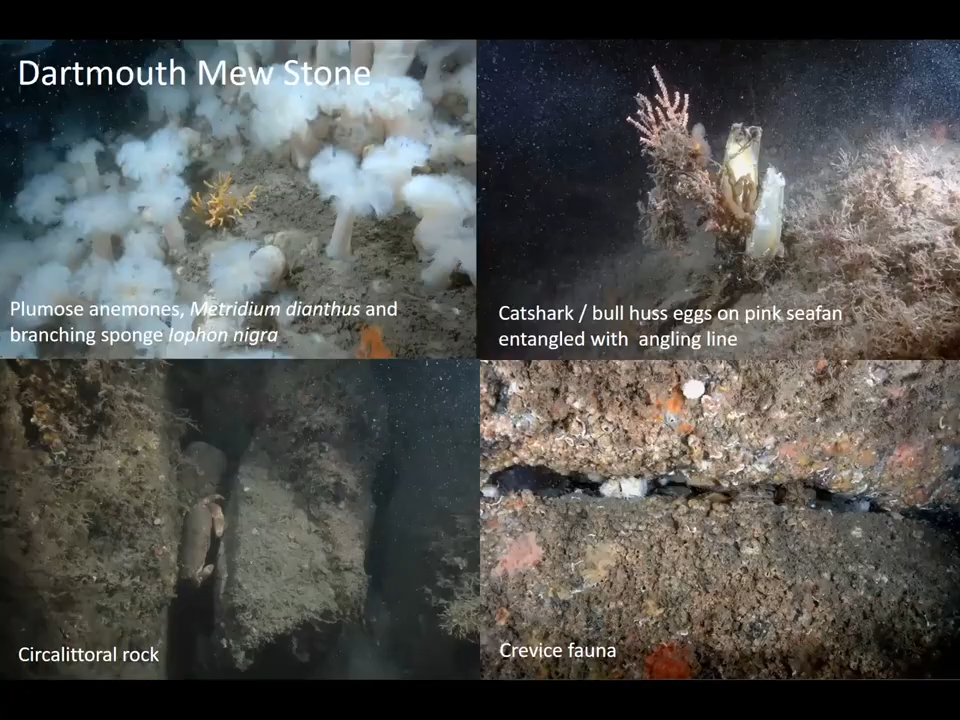 Dartmouth Mew Stone
Plumose anemones, Metridium dianthus and
branching sponge Iophon nigra
Catshark / bull huss eggs on pink seafan
entangled with angling line
Circalittoral rock
Crevice fauna